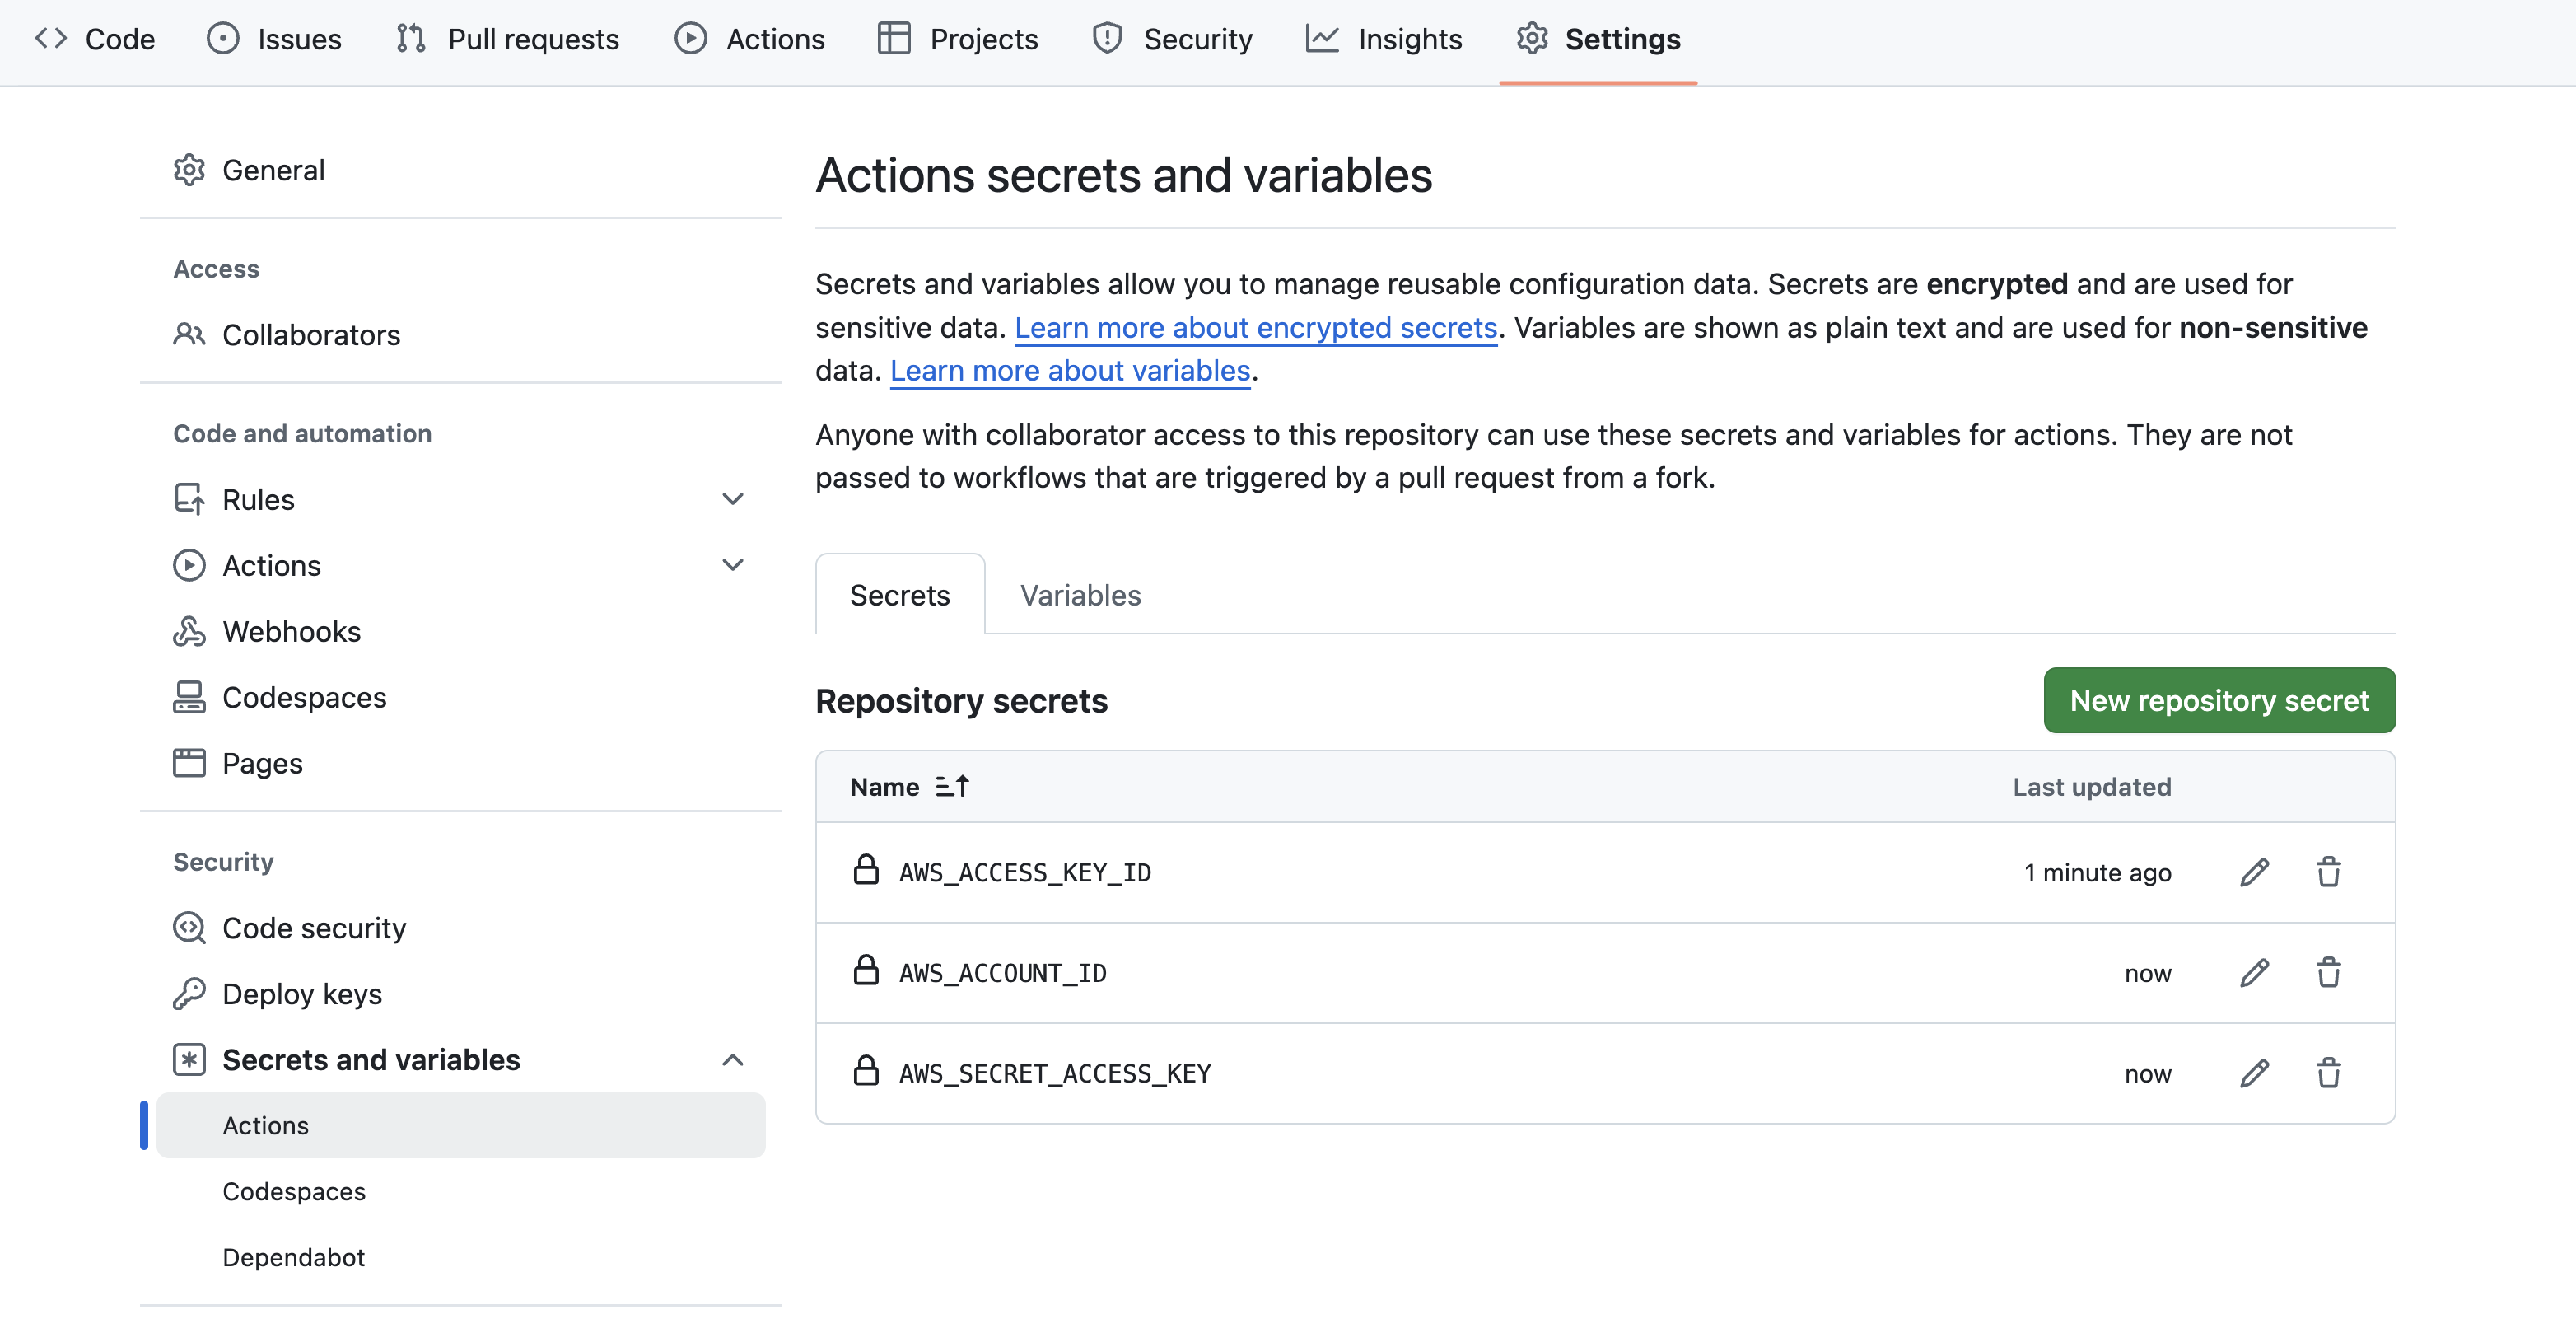 Code Issues Pull requests Actions Projects Security Insights Settings
General
Access
Collaborators
Code and automation
Rules
Actions
Webhooks
Codespaces
Pages
Security
Code security
Deploy keys
Secrets and variables
Actions
Codespaces
Dependabot
Actions secrets and variables
Secrets and variables allow you to manage reusable configuration data. Secrets are encrypted and are used for
sensitive data. Learn more about encrypted secrets. Variables are shown as plain text and are used for non-sensitive
data. Learn more about variables.
Anyone with collaborator access to this repository can use these secrets and variables for actions. They are not
passed to workflows that are triggered by a pull request from a fork.
Secrets Variables
Repository secrets New repository secret
Name Last updated
AWS_ACCESS_KEY_ID 1 minute ago
AWS_ACCOUNT_ID now
AWS_SECRET_ACCESS_KEY now